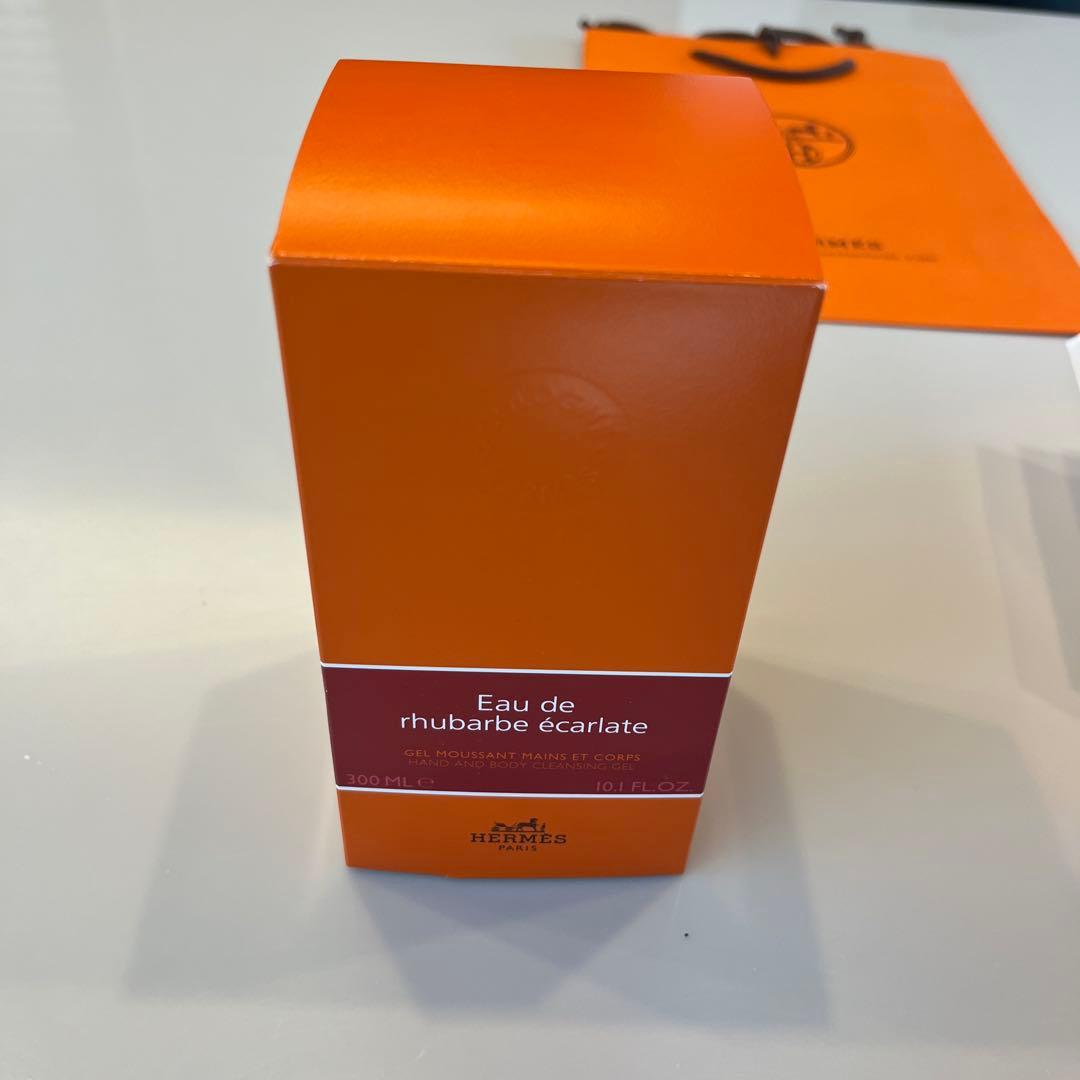 Eau de
rhubarbe écarlate
GEL MOUSSANT MAINS ET CORPS
HAND AND BODY CLEANSING GEL
300 ML ℮
10.1 FL.OZ.
HERMÈS
PARIS